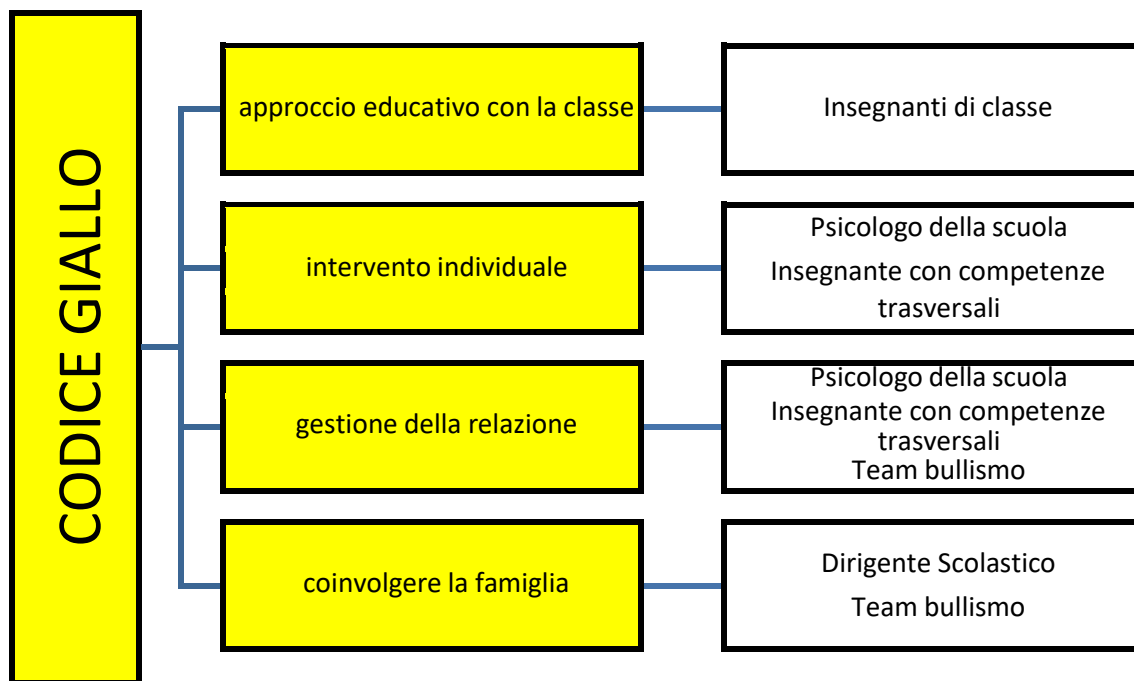 CODICE GIALLO
approccio educativo con la classe
Insegnanti di classe
intervento individuale
Psicologo della scuola
Insegnante con competenze
trasversali
gestione della relazione
Psicologo della scuola
Insegnante con competenze
trasversali
Team bullismo
coinvolgere la famiglia
Dirigente Scolastico
Team bullismo